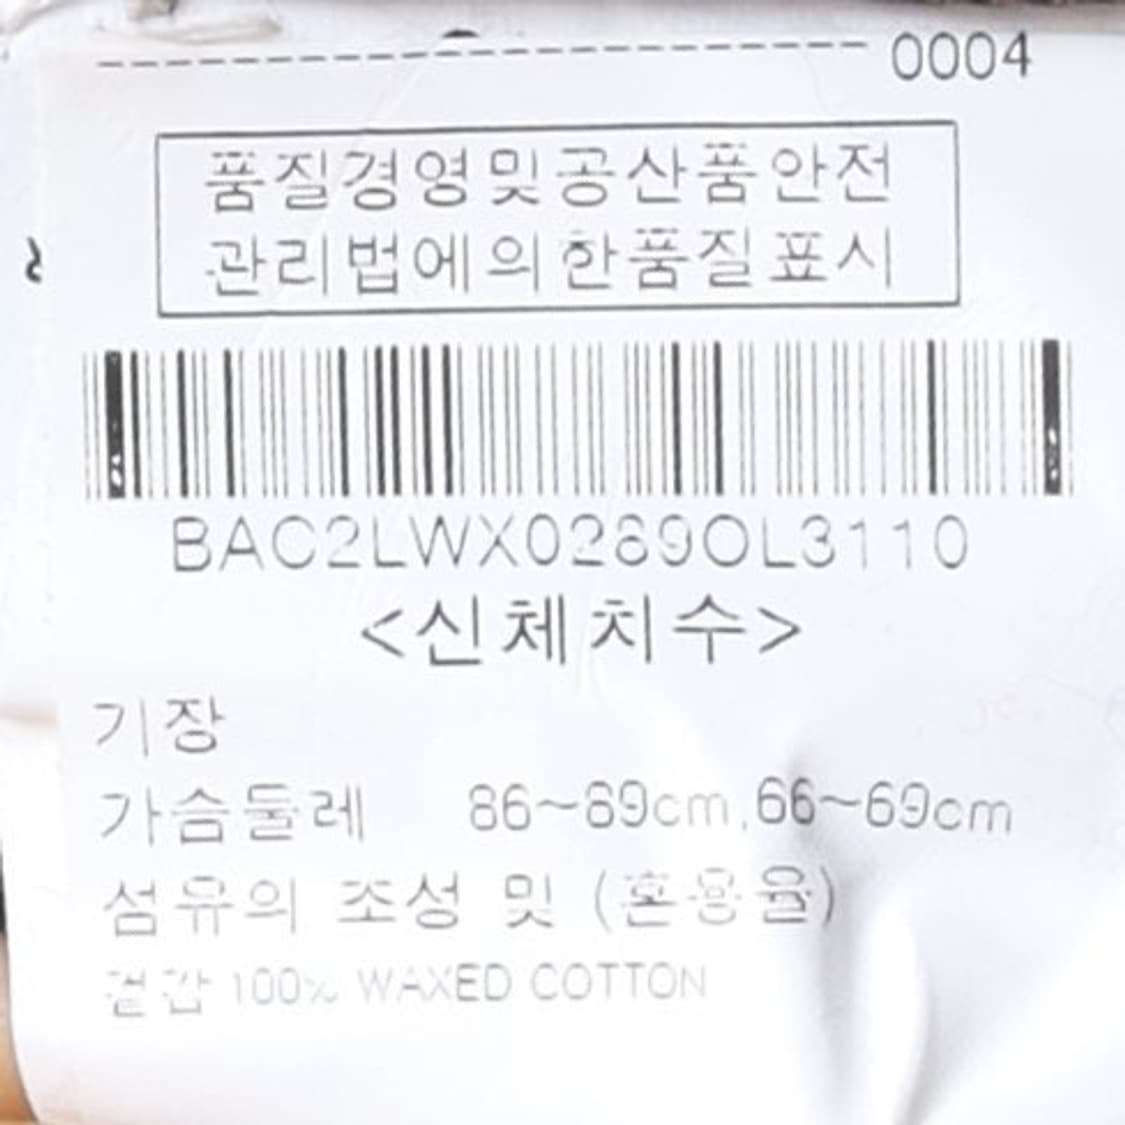 0004
품질경영및공산품안전
관리법에의한품질표시
BAC2LWX0289OL3110
<신체치수>
기장
가슴둘레 86~89cm,66~69cm
섬유의 조성 및 (혼용율)
겉감 100% WAXED COTTON